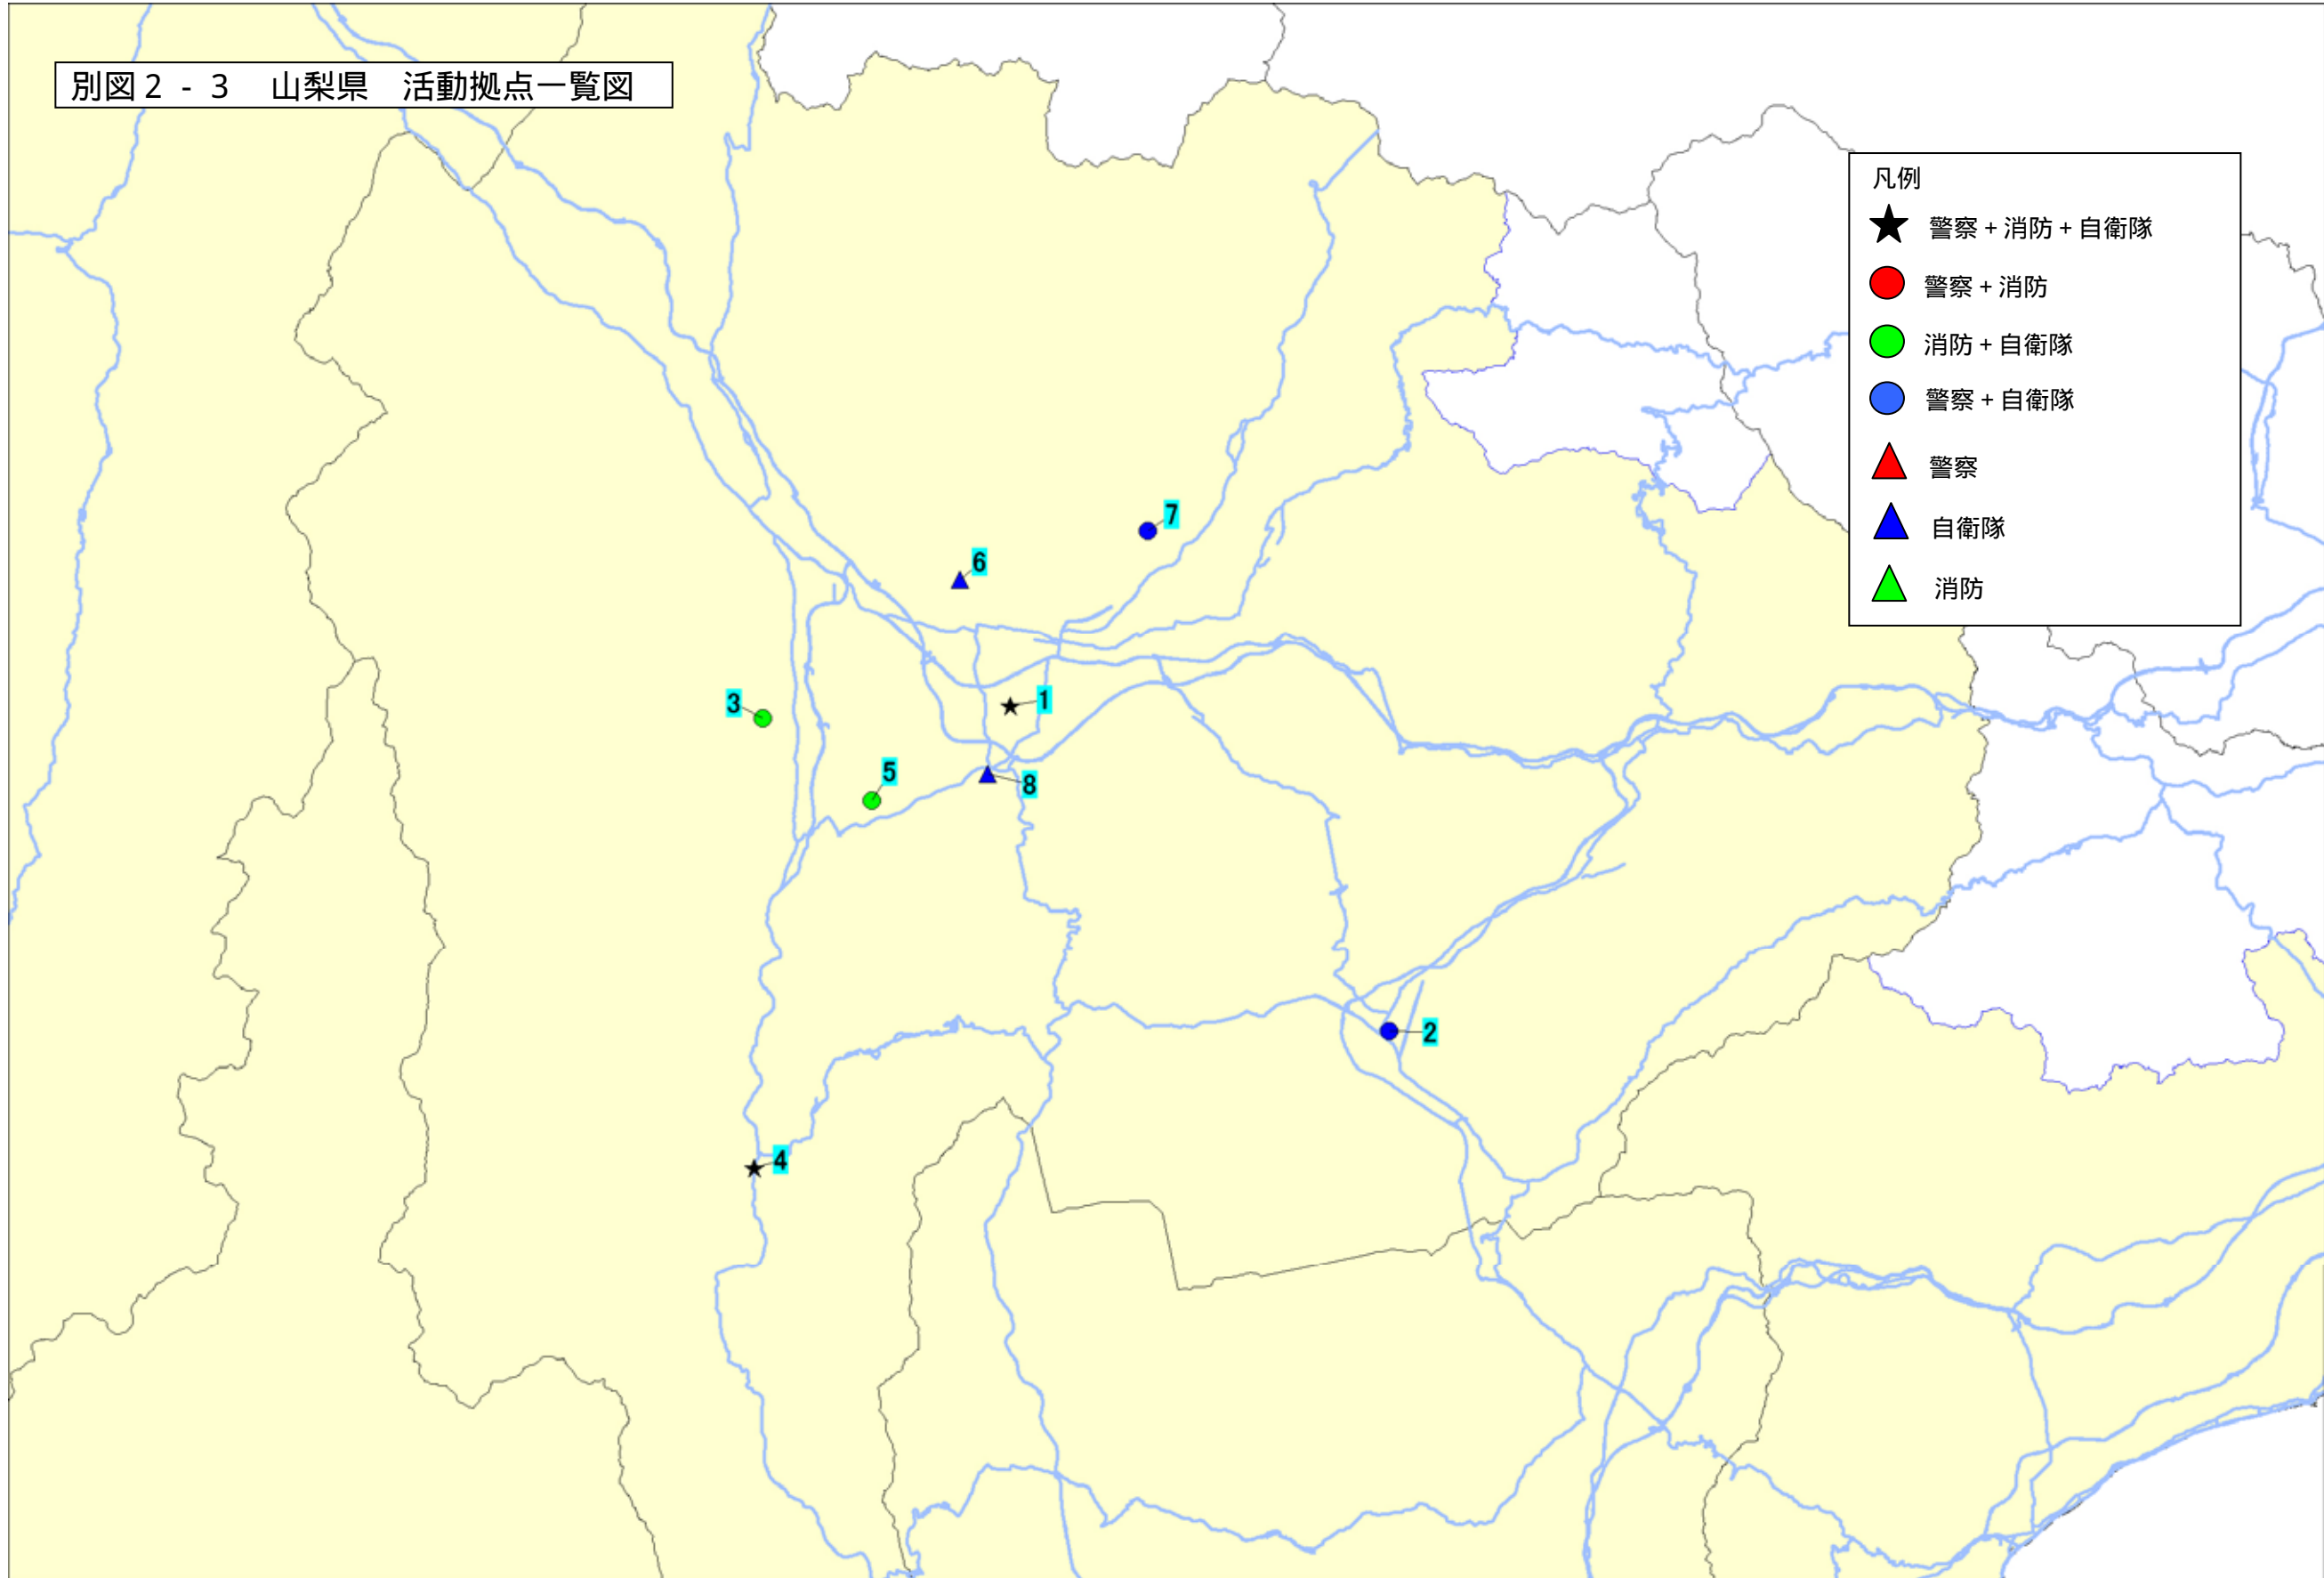 別図2-3 山梨県 活動拠点一覧図
凡例
警察+消防+自衛隊
警察+消防
消防+自衛隊
警察+自衛隊
警察
自衛隊
消防
7
6
1
3
5
8
2
4